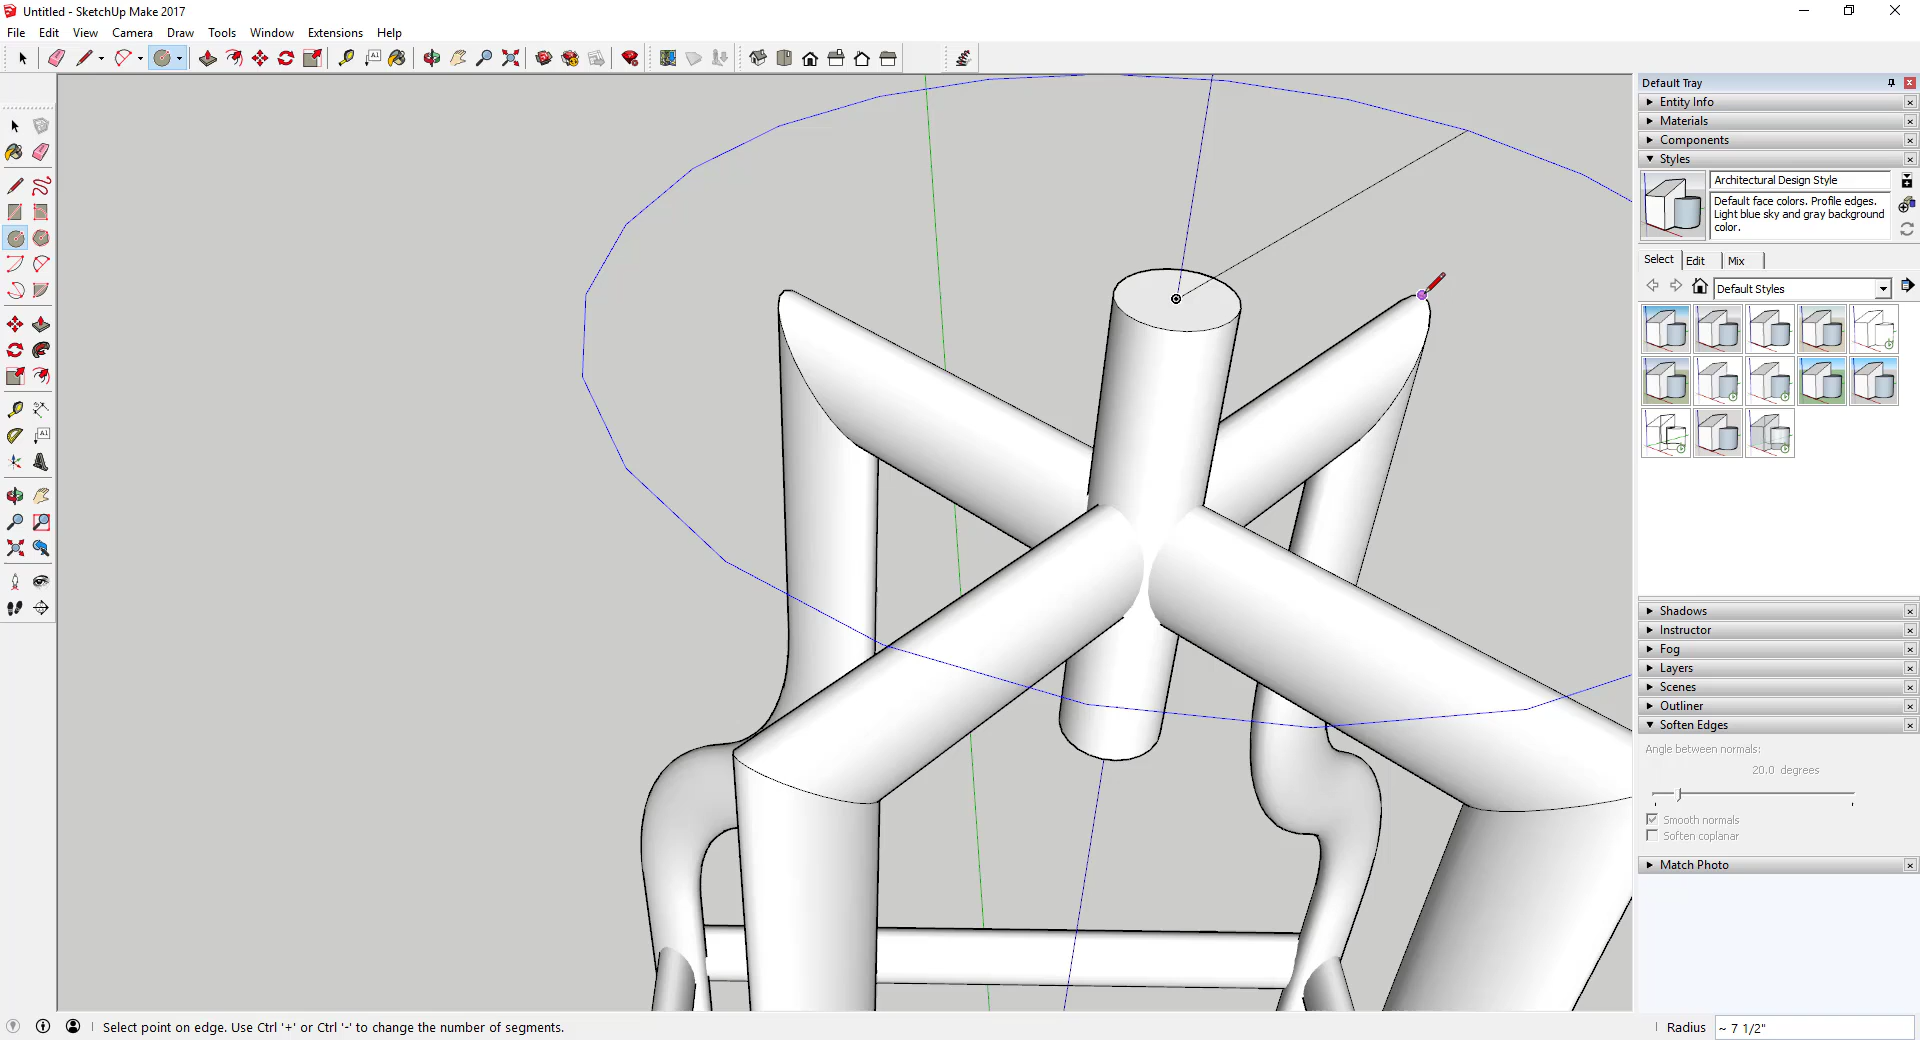 Untitled - SketchUp Make 2017
File Edit View Camera Draw Tools Window Extensions Help
A1
Default Tray
Entity Info
Materials
Components
Styles
Architectural Design Style
Default face colors. Profile edges.
Light blue sky and gray background
color.
Select Edit Mix
Default Styles
A1
Shadows
Instructor
Fog
Layers
Scenes
Outliner
Soften Edges
Angle between normals:
20.0 degrees
Smooth normals
Soften coplanar
Match Photo
Select point on edge. Use Ctrl '+' or Ctrl '-' to change the number of segments.
Radius ~ 7 1/2"